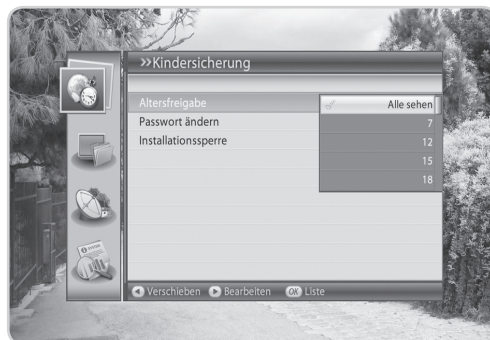 >>Kindersicherung
Altersfreigabe
Alle sehen
7
Passwort ändern
12
Installationssperre
15
18
Verschieben Bearbeiten OK Liste